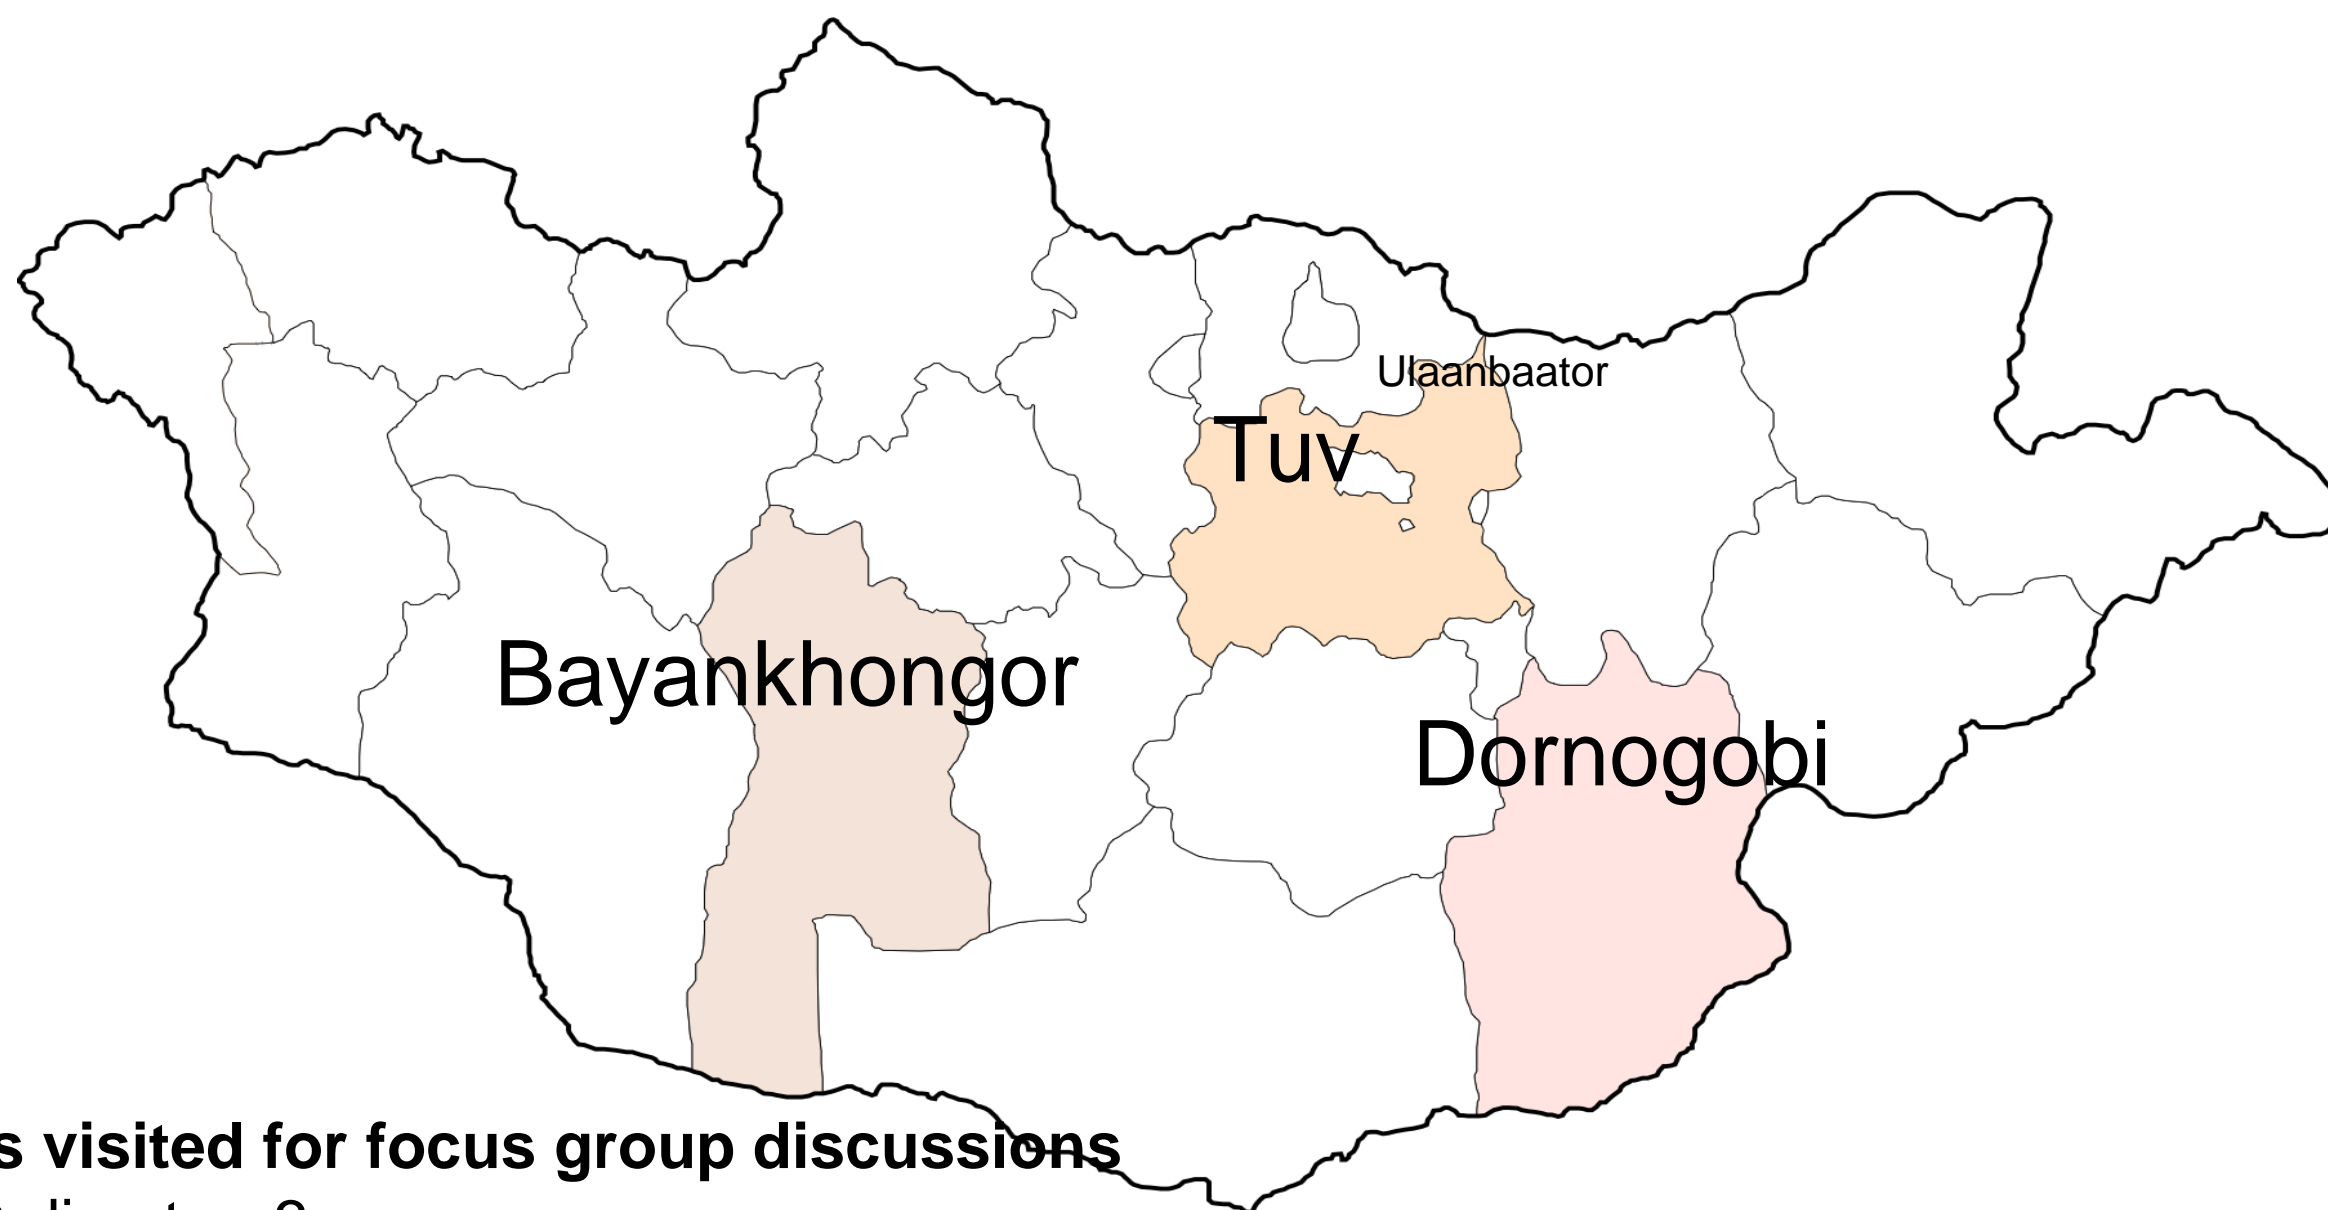 Ulaanbaator
Tuv
Bayankhongor
Dornogobi
s visited for focus group discussions